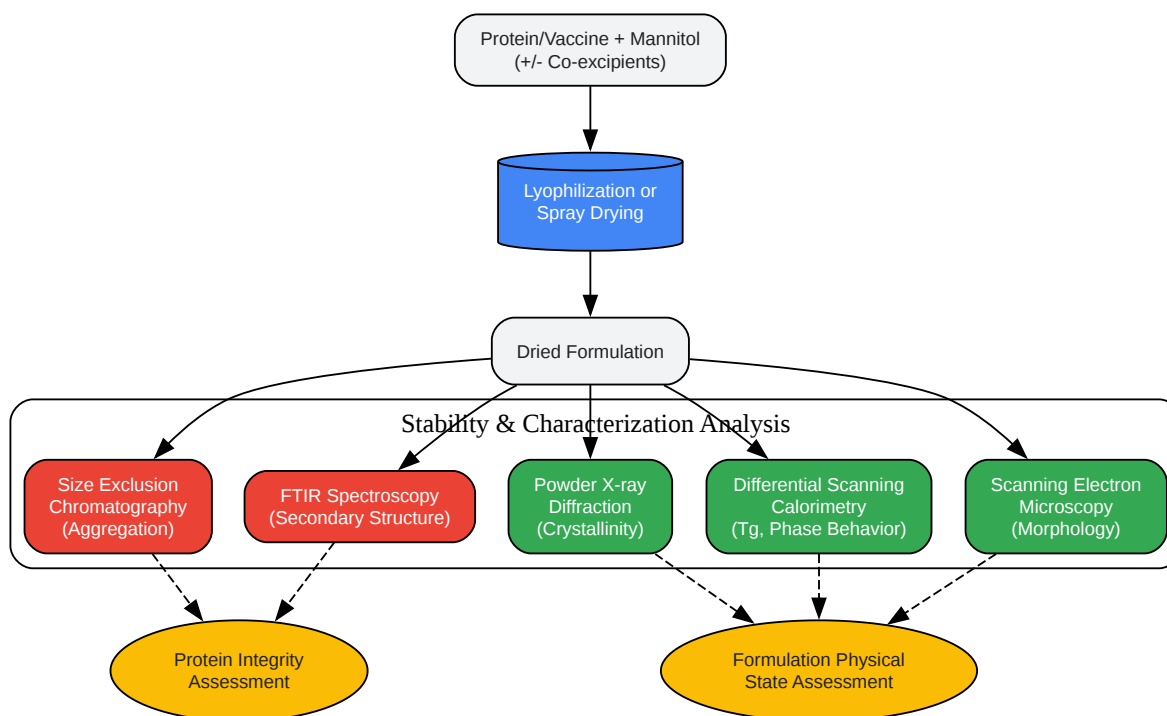 Protein/Vaccine + Mannitol
(+/- Co-excipients)
Lyophilization or
Spray Drying
Dried Formulation
Stability & Characterization Analysis
Size Exclusion
Chromatography
(Aggregation)
FTIR Spectroscopy
(Secondary Structure)
Powder X-ray
Diffraction
(Crystallinity)
Differential Scanning
Calorimetry
(Tg, Phase Behavior)
Scanning Electron
Microscopy
(Morphology)
Protein Integrity
Assessment
Formulation Physical
State Assessment